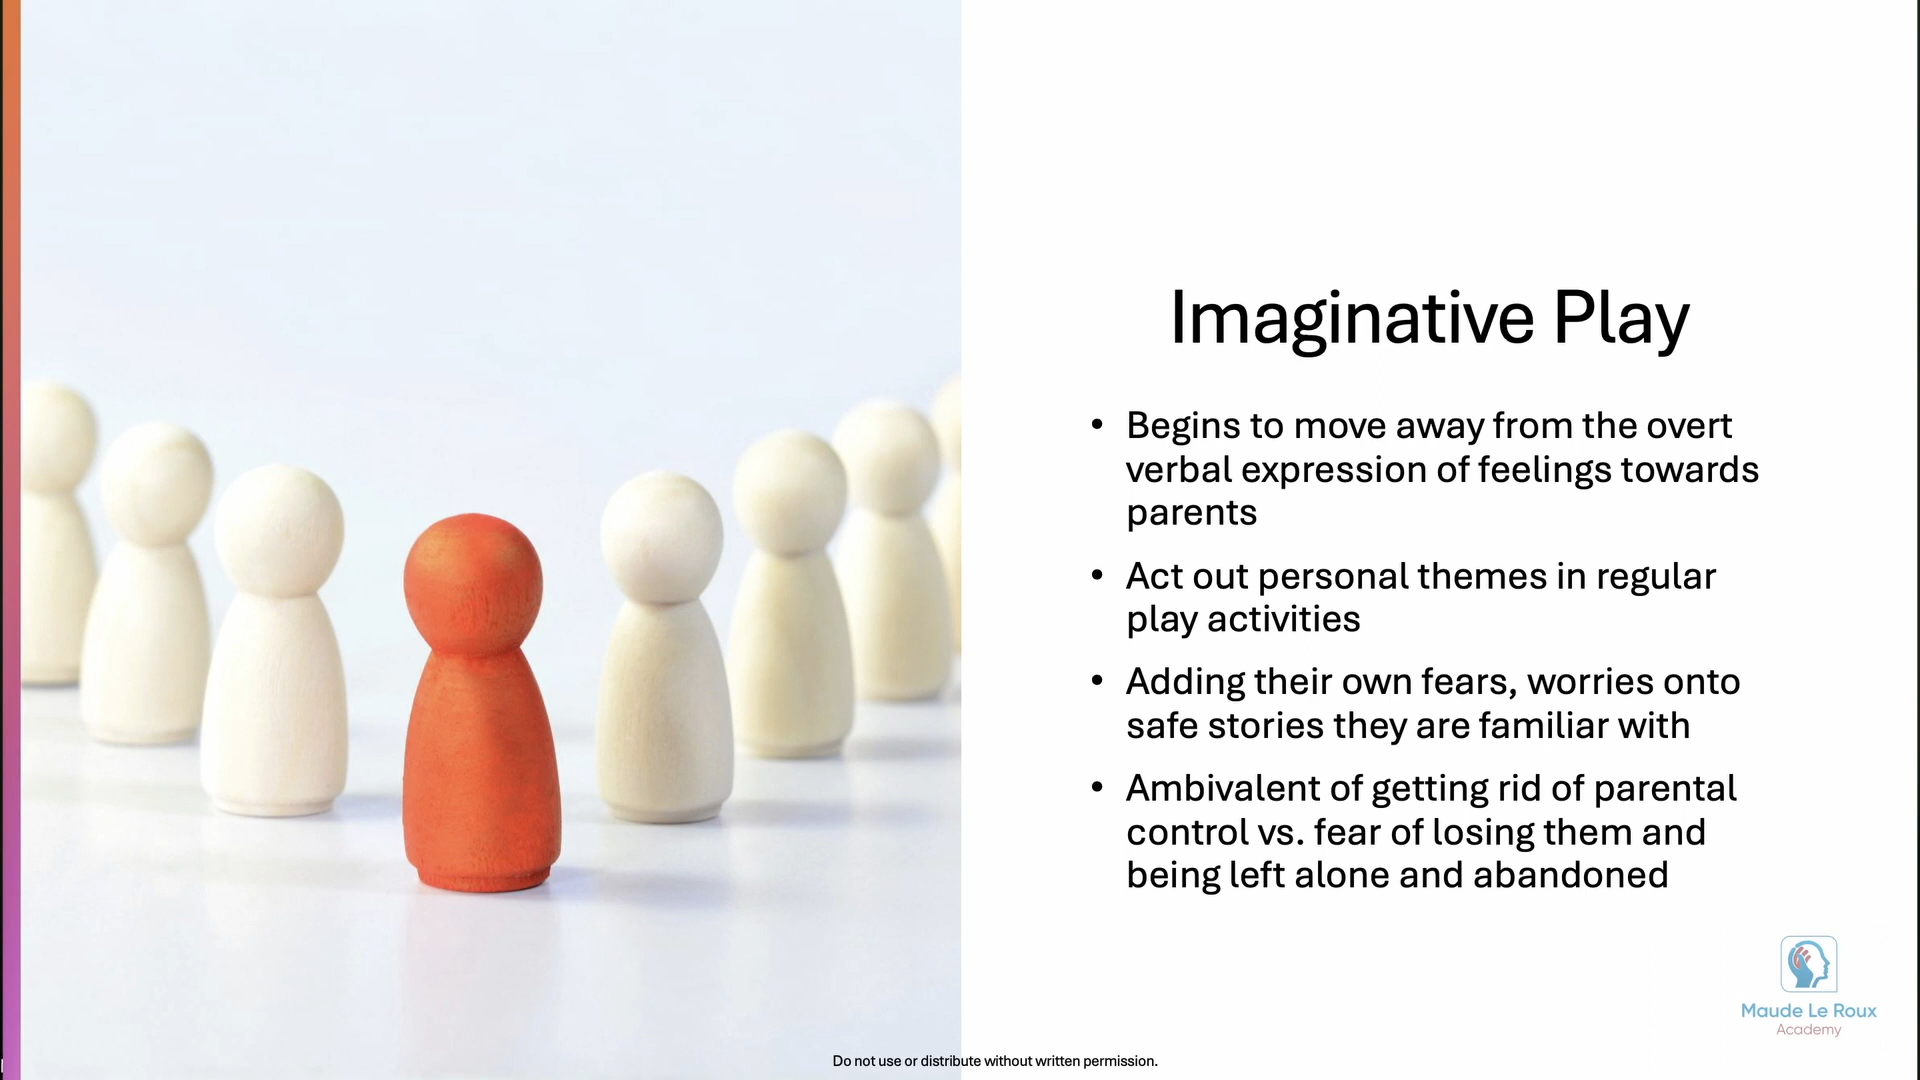 Imaginative Play
• Begins to move away from the overt
verbal expression of feelings towards
parents
• Act out personal themes in regular
play activities
• Adding their own fears, worries onto
safe stories they are familiar with
• Ambivalent of getting rid of parental
control vs. fear of losing them and
being left alone and abandoned
Maude Le Roux
Academy
Do not use or distribute without written permission.